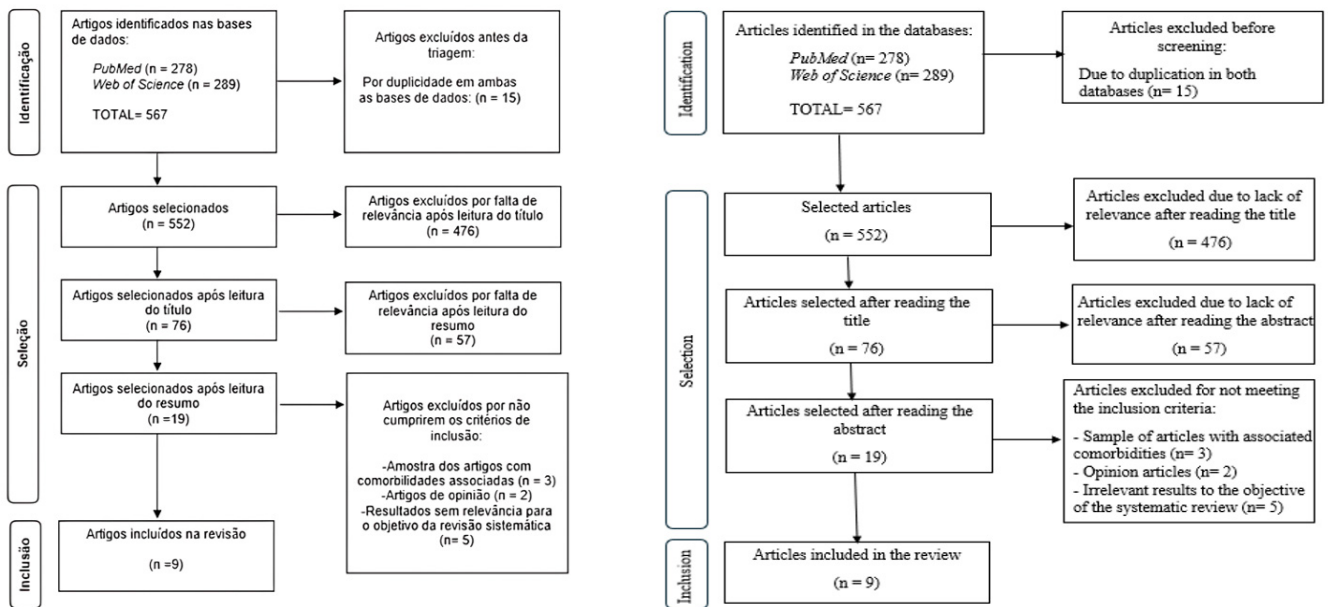 Identificação
Artigos identificados nas bases
de dados:
PubMed (n = 278)
Web of Science (n = 289)
TOTAL= 567
Artigos excluídos antes da
triagem:
Por duplicidade em ambas
as bases de dados: (n = 15)
Seleção
Artigos selecionados
(n = 552)
Artigos excluídos por falta de
relevância após leitura do título
(n = 476)
Artigos selecionados após leitura
do título
(n = 76)
Artigos excluídos por falta de
relevância após leitura do
resumo
(n = 57)
Artigos selecionados após leitura
do resumo
(n =19)
Artigos excluídos por não
cumprirem os critérios de
inclusão:
-Amostra dos artigos com
comorbilidades associadas (n = 3)
-Artigos de opinião (n = 2)
-Resultados sem relevância para
o objetivo da revisão sistemática
(n= 5)
Inclusão
Artigos incluídos na revisão
(n =9)
Identification
Articles identified in the databases:
PubMed (n= 278)
Web of Science (n= 289)
TOTAL= 567
Articles excluded before
screening:
Due to duplication in both
databases (n= 15)
Selection
Selected articles
(n = 552)
Articles excluded due to lack of
relevance after reading the title
(n = 476)
Articles selected after reading the
title
(n = 76)
Articles excluded due to lack of
relevance after reading the abstract
(n = 57)
Articles selected after reading the
abstract
(n = 19)
Articles excluded for not meeting
the inclusion criteria:
- Sample of articles with associated
comorbidities (n= 3)
- Opinion articles (n= 2)
- Irrelevant results to the objective
of the systematic review (n= 5)
Inclusion
Articles included in the review
(n = 9)